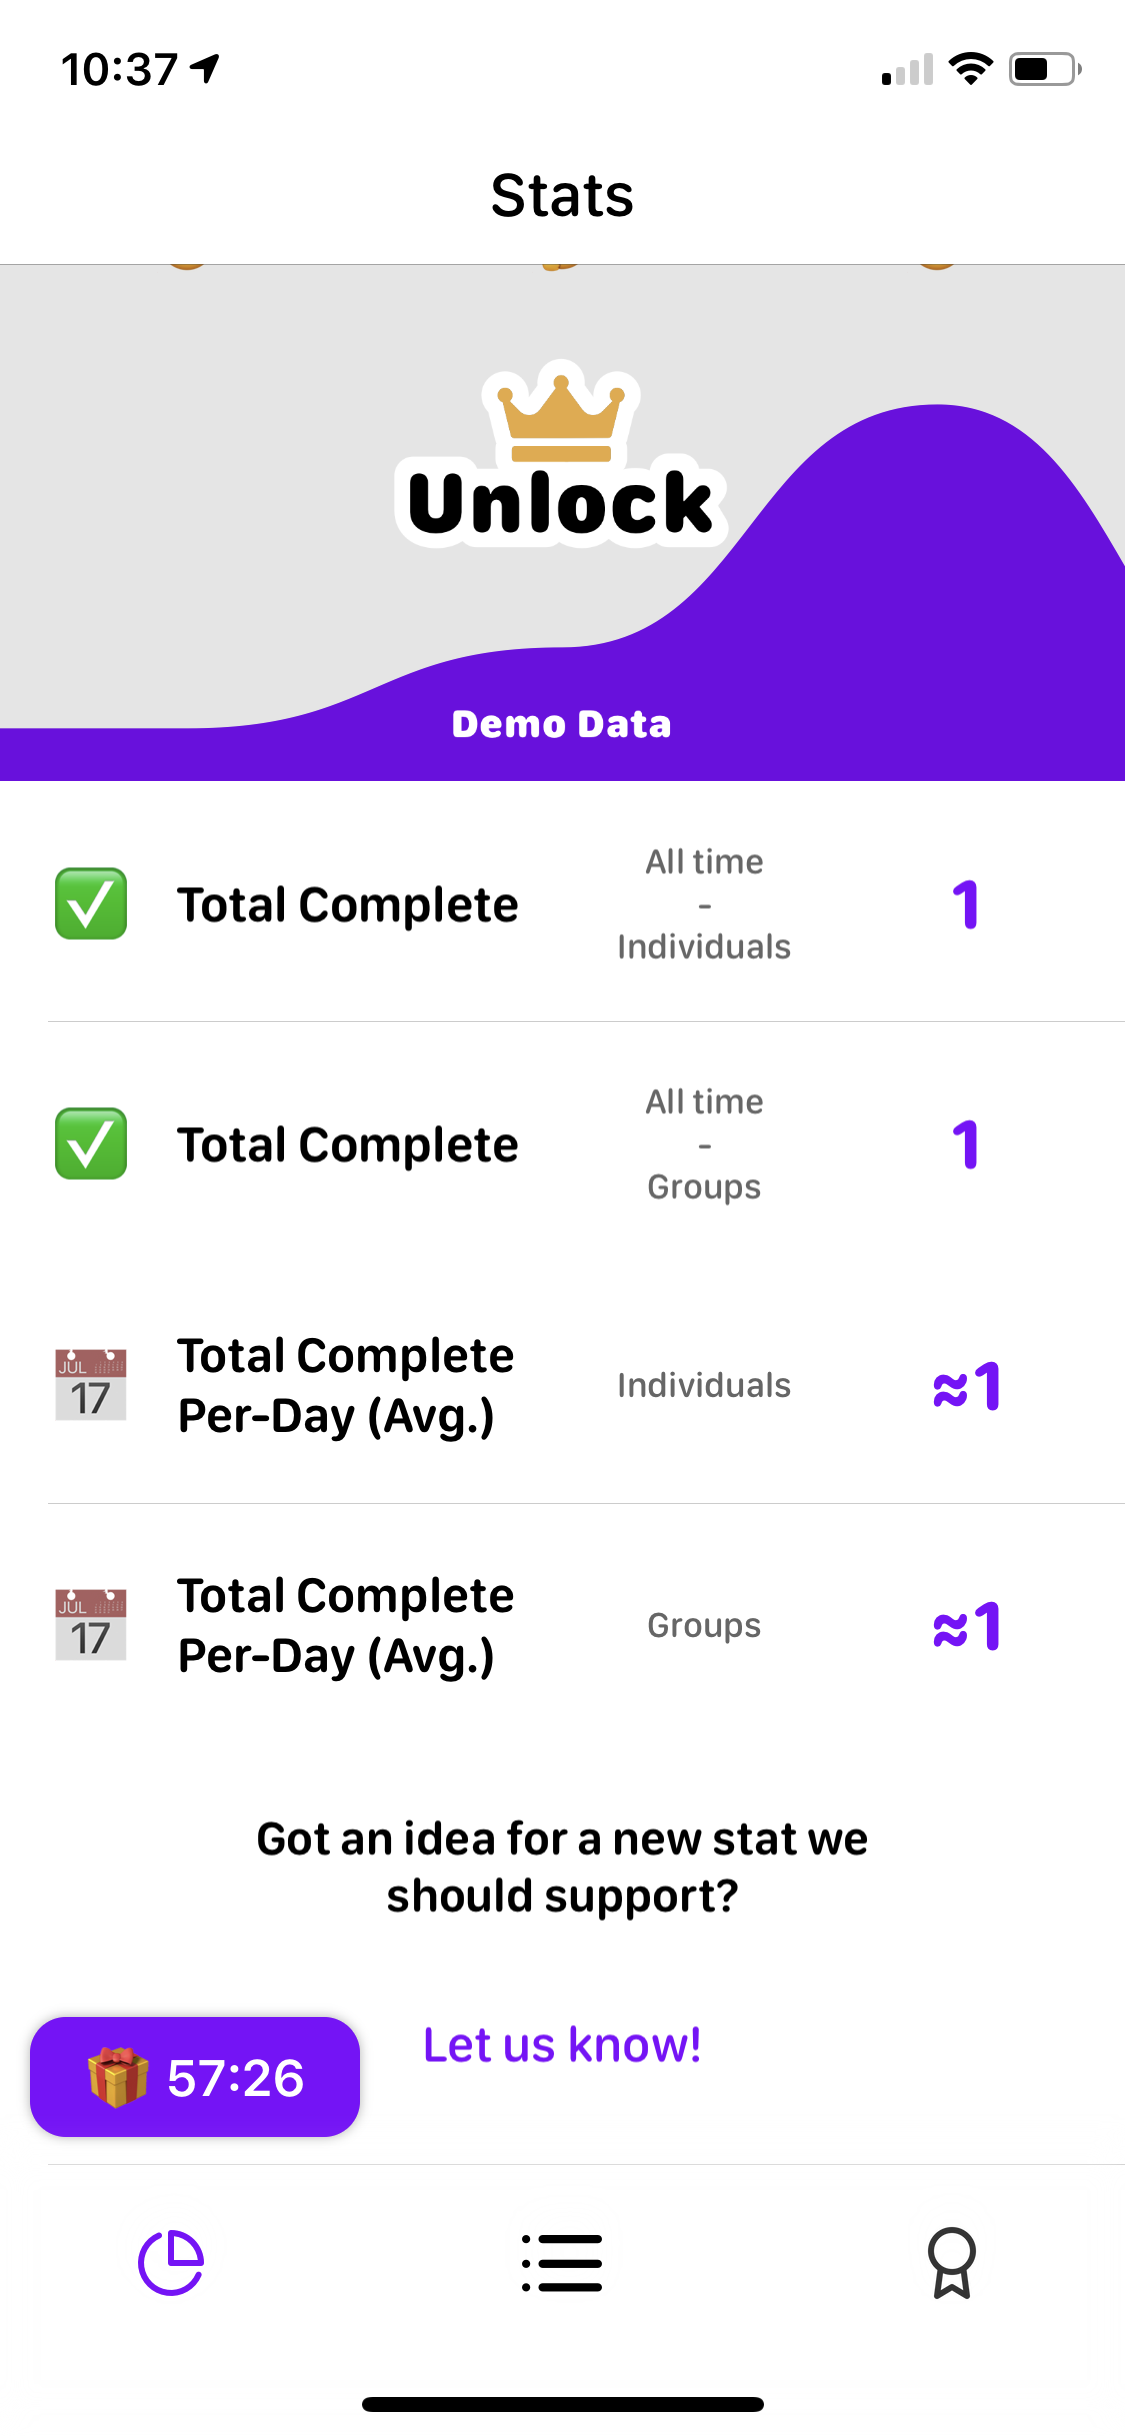 10:37
Stats
Unlock
Demo Data
Total Complete
All time
-
Individuals
1
Total Complete
All time
-
Groups
1
JUL
17
Total Complete
Per-Day (Avg.)
Individuals
≈1
JUL
17
Total Complete
Per-Day (Avg.)
Groups
≈1
Got an idea for a new stat we
should support?
Let us know!
57:26